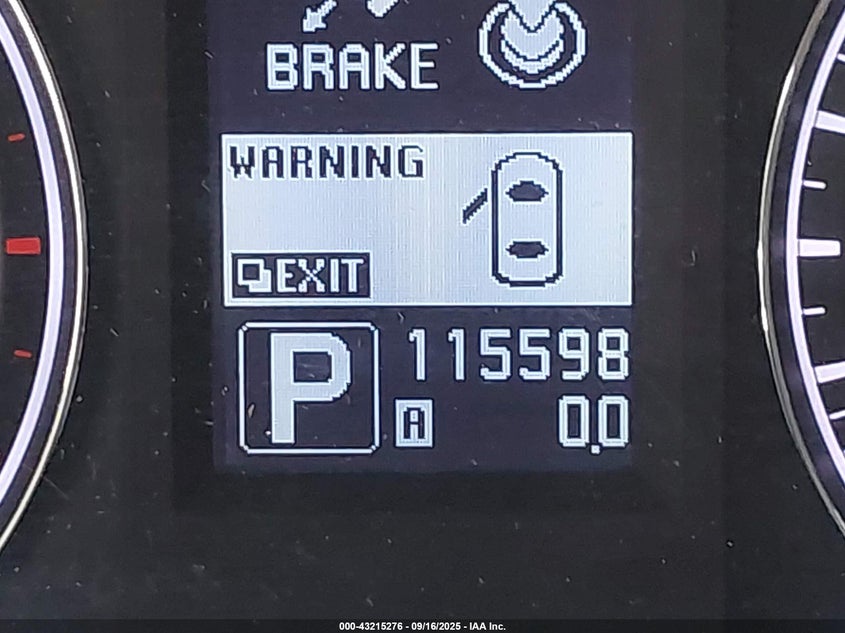 BRAKE
WARNING
EXIT
P
115598
A 0.0
000-43215276 - 09/16/2025 - IAA Inc.